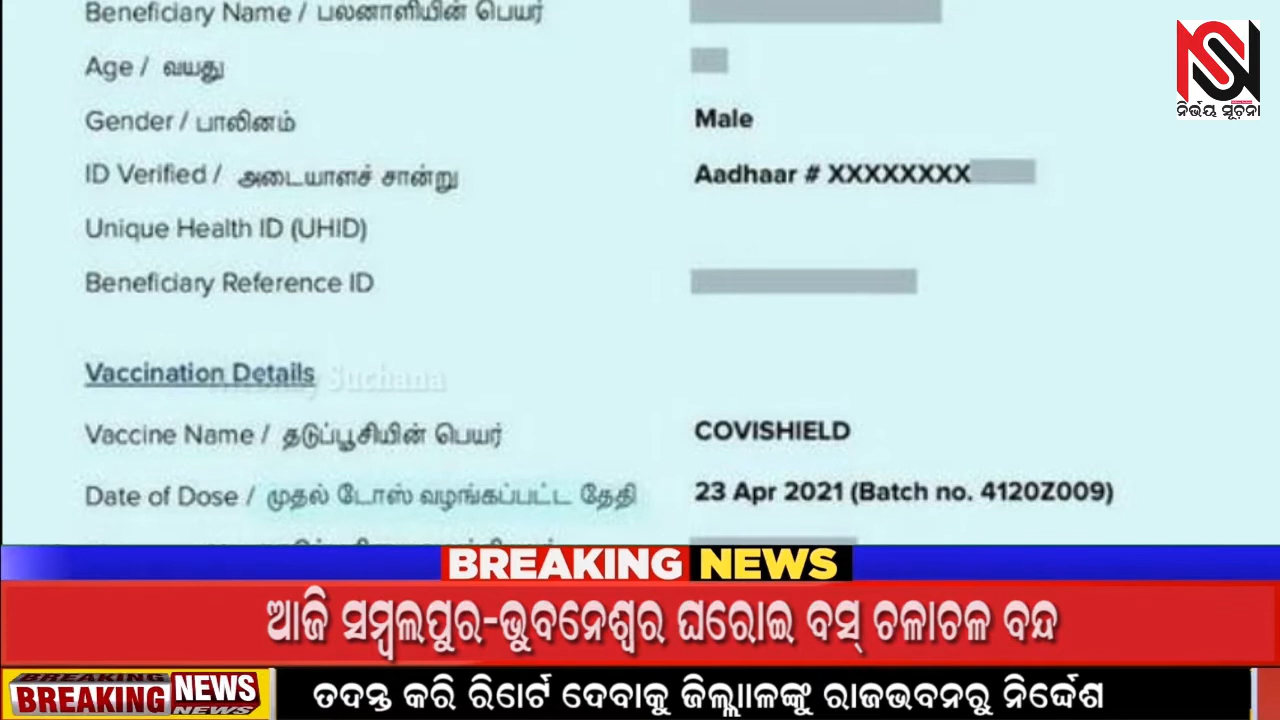 Beneficiary Name / பலனாளியின் பெயர்
Age / வயது
Gender / பாலினம் Male
ID Verified / அடையாளச் சான்று Aadhaar # XXXXXXXX
Unique Health ID (UHID)
Beneficiary Reference ID
Vaccination Details
Suchana
Vaccine Name / தடுப்பூசியின் பெயர் COVISHIELD
Date of Dose / முதல் டோஸ் வழங்கப்பட்ட தேதி 23 Apr 2021 (Batch no. 4120Z009)
NS
ନିର୍ଭୟ ସୂଚନା
BREAKING NEWS
ଆଜି ସମ୍ବଲପୁର-ଭୁବନେଶ୍ୱର ଘରୋଇ ବସ୍ ଚଳାଚଳ ବନ୍ଦ
BREAKING NEWS
ତଦନ୍ତ କରି ରିପୋର୍ଟ ଦେବାକୁ ଜିଲ୍ଲାପାଳଙ୍କୁ ରାଜଭବନରୁ ନିର୍ଦ୍ଦେଶ